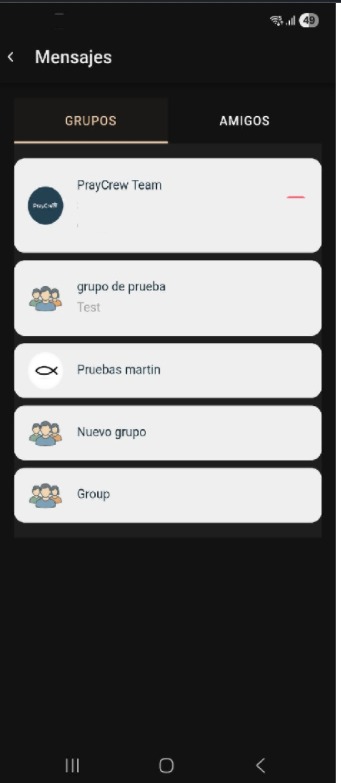 49
Mensajes
GRUPOS
AMIGOS
PrayCrew Team
PrayCrew
grupo de prueba
Test
Pruebas martin
Nuevo grupo
Group